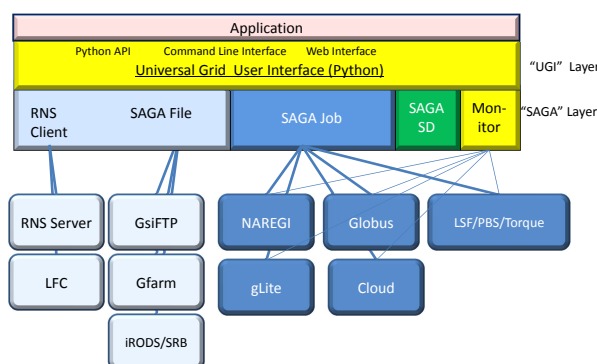 Application
Python API Command Line Interface Web Interface
Universal Grid User Interface (Python)
"UGI" Layer
RNS
Client
SAGA File
SAGA Job
SAGA
SD
Mon-
itor
"SAGA" Layer
RNS Server
GsiFTP
NAREGI
Globus
LSF/PBS/Torque
LFC
Gfarm
gLite
Cloud
iRODS/SRB